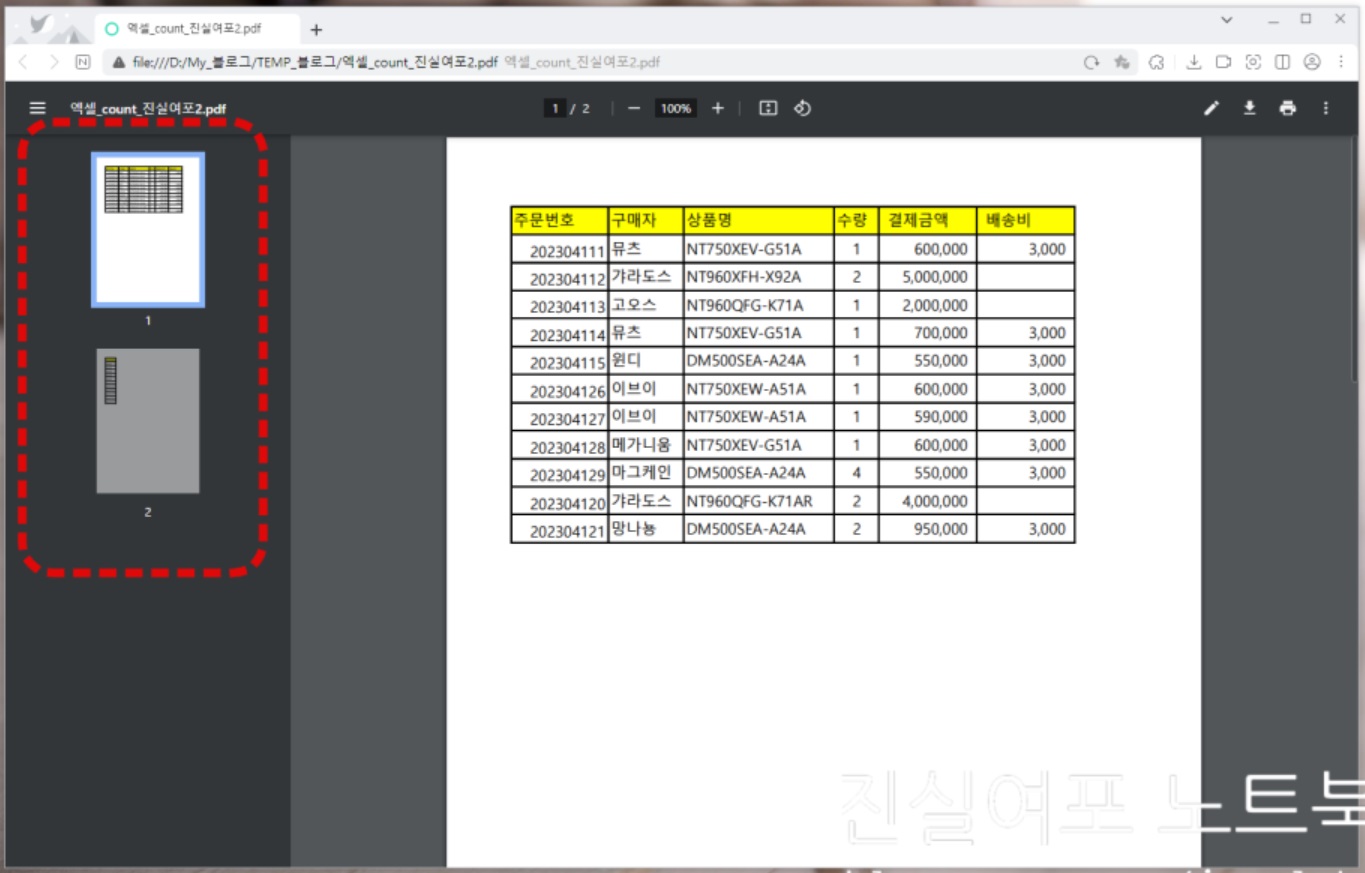 엑셀_count_진실여포2.pdf
N file:///D:/My_블로그/TEMP_블로그/엑셀_count_진실여포2.pdf 엑셀_count_진실여포2.pdf
엑셀_count_진실여포2.pdf 1 / 2 100%
1
2
주문번호 구매자 상품명 수량 결제금액 배송비
202304111 뮤츠 NT750XEV-G51A 1 600,000 3,000
202304112 갸라도스 NT960XFH-X92A 2 5,000,000
202304113 고오스 NT960QFG-K71A 1 2,000,000
202304114 뮤츠 NT750XEV-G51A 1 700,000 3,000
202304115 윈디 DM500SEA-A24A 1 550,000 3,000
202304126 이브이 NT750XEW-A51A 1 600,000 3,000
202304127 이브이 NT750XEW-A51A 1 590,000 3,000
202304128 메가니움 NT750XEV-G51A 1 600,000 3,000
202304129 마그케인 DM500SEA-A24A 4 550,000 3,000
202304120 갸라도스 NT960QFG-K71AR 2 4,000,000
202304121 망나뇽 DM500SEA-A24A 2 950,000 3,000
진실여포 노트북